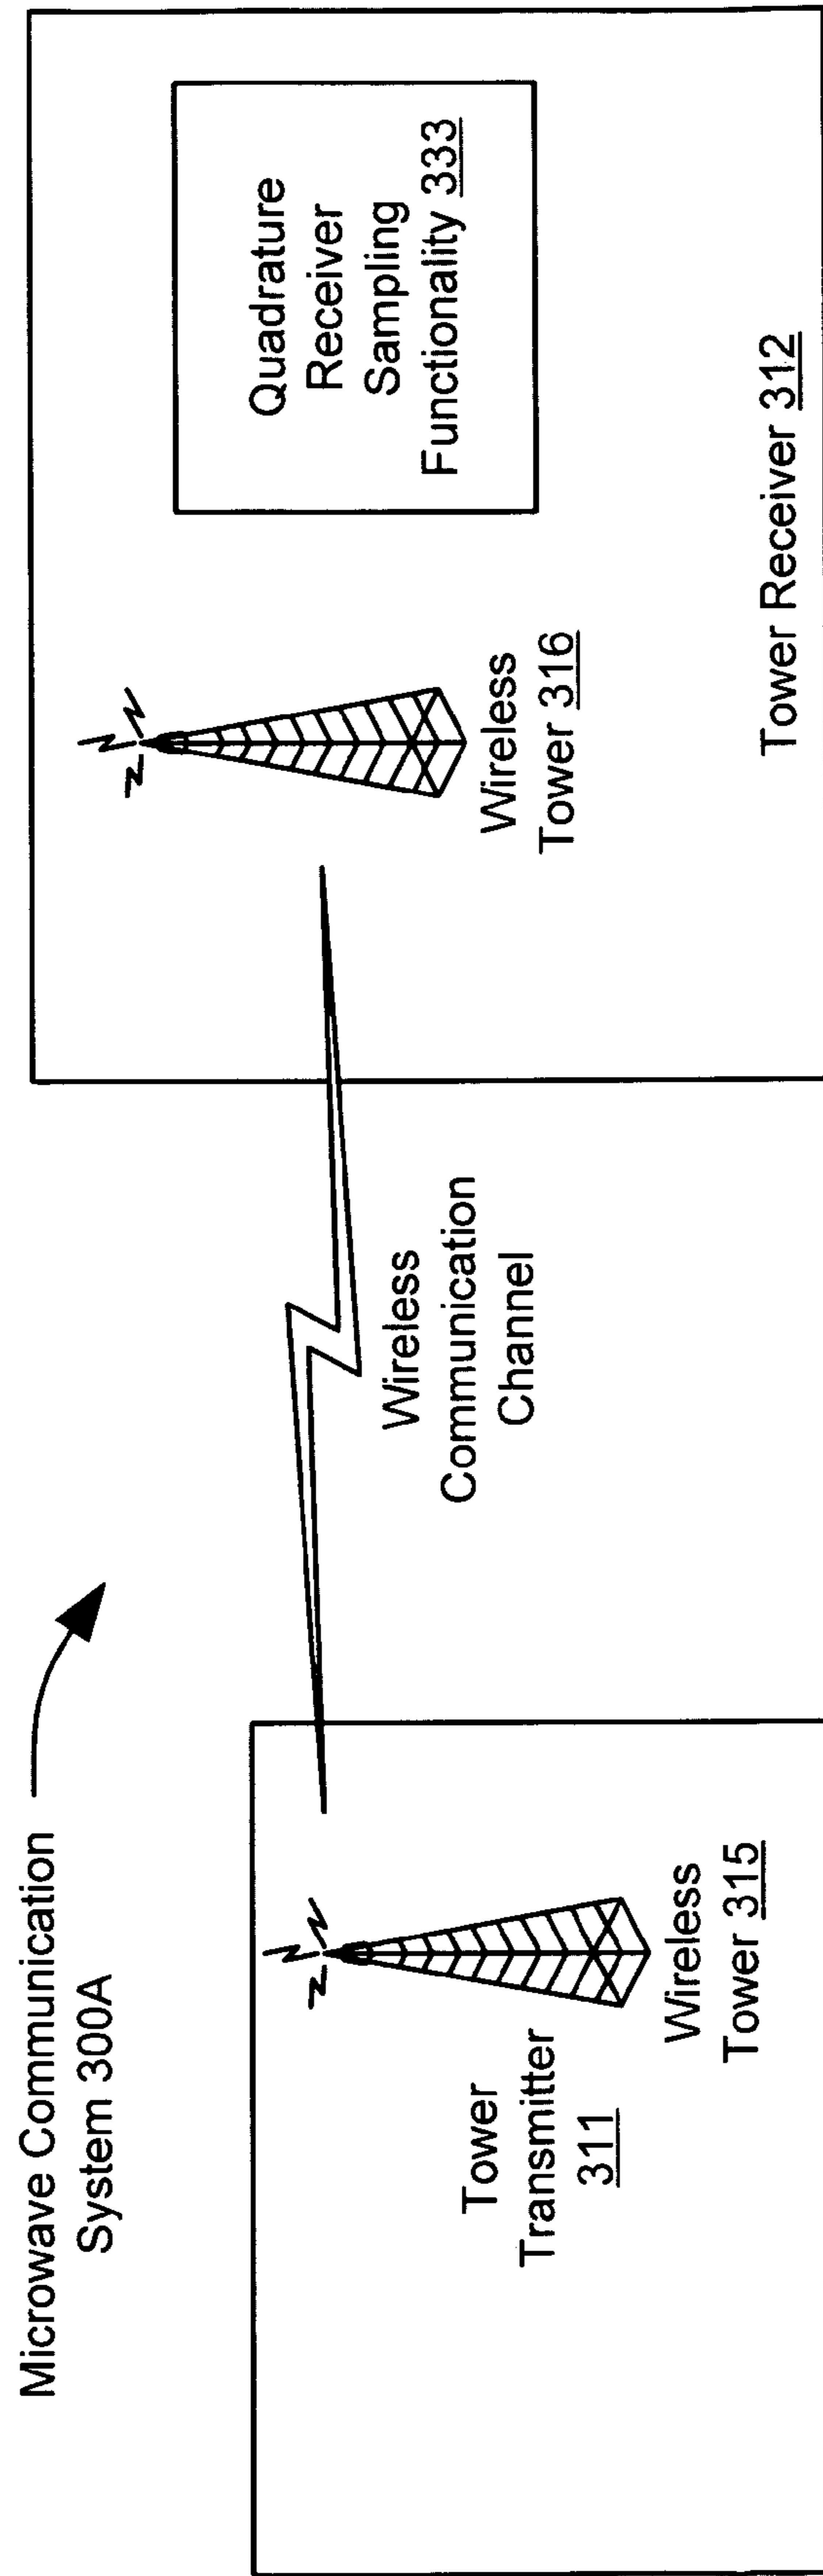 Microwave Communication
System 300A
Tower
Transmitter
311
Wireless
Tower 315
Wireless
Communication
Channel
Wireless
Tower 316
Quadrature
Receiver
Sampling
Functionality 333
Tower Receiver 312